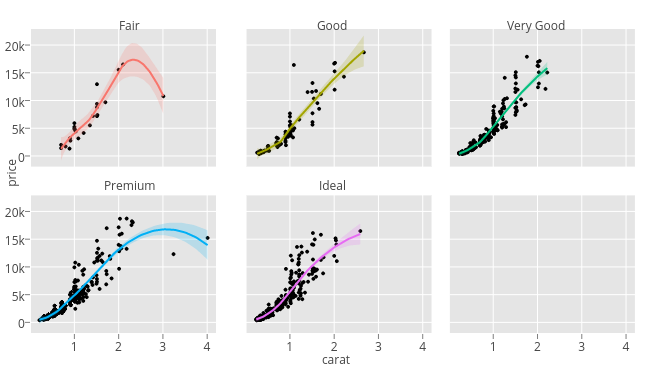 Fair Good Very Good
20k
15k
10k
5k
0
price
Premium Ideal
20k
15k
10k
5k
0
1 2 3 4 1 2 3 4 1 2 3 4
carat